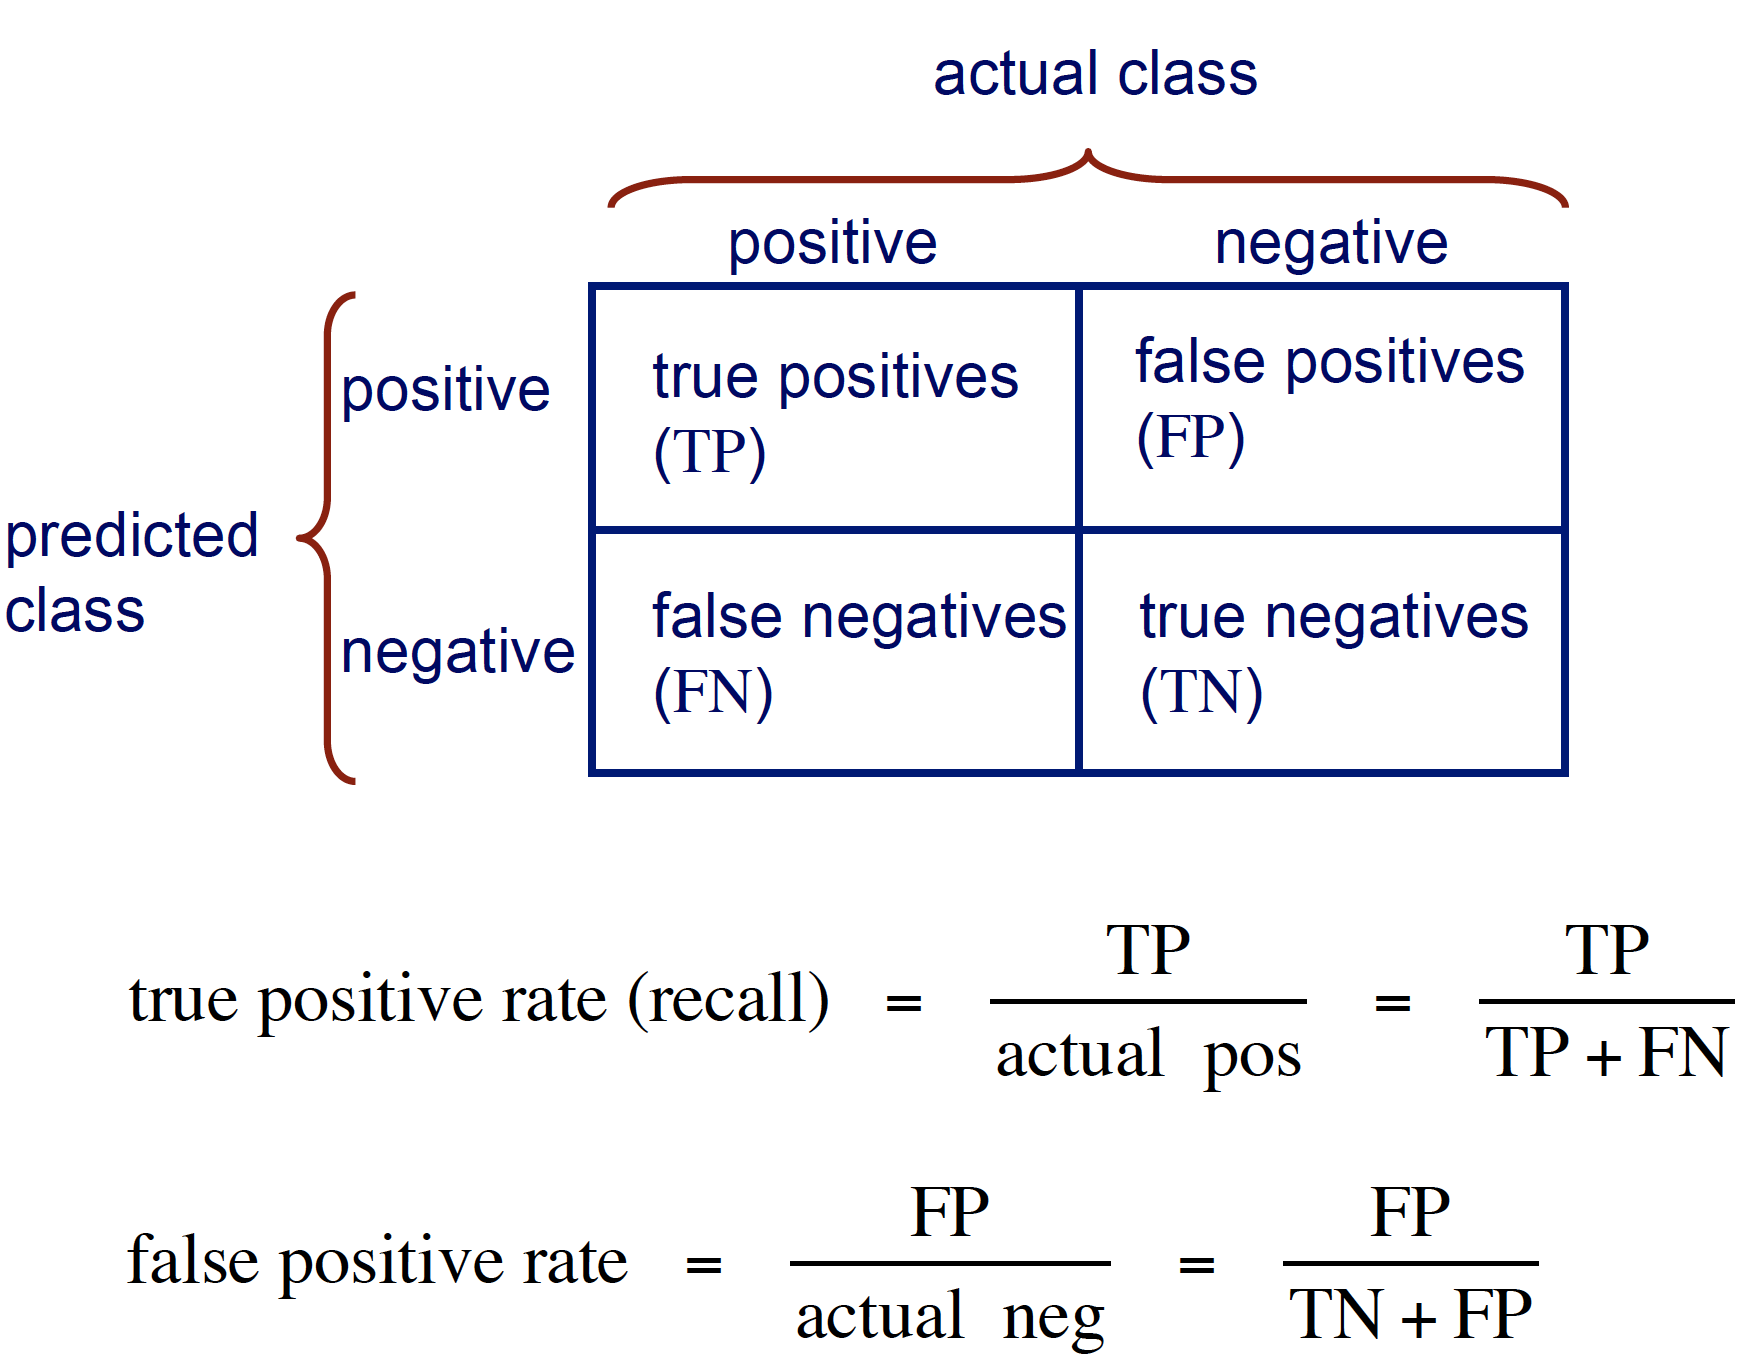 actual class
positive negative
positive
true positives
(TP)
false positives
(FP)
predicted
class
negative
false negatives
(FN)
true negatives
(TN)
true positive rate (recall) = TP / actual pos = TP / TP + FN
false positive rate = FP / actual neg = FP / TN + FP